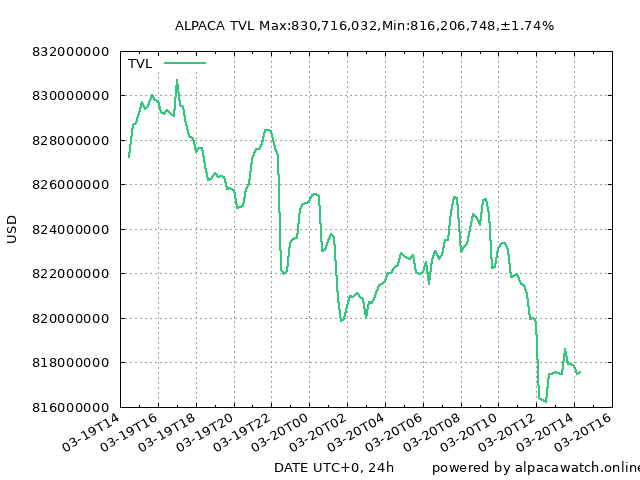 ALPACA TVL Max:830,716,032,Min:816,206,748,±1.74%
832000000
TVL
830000000
828000000
826000000
824000000
822000000
820000000
818000000
816000000
USD
03-19T14
03-19T16
03-19T18
03-19T20
03-19T22
03-20T00
03-20T02
03-20T04
03-20T06
03-20T08
03-20T10
03-20T12
03-20T14
03-20T16
DATE UTC+0, 24h
powered by alpacawatch.online